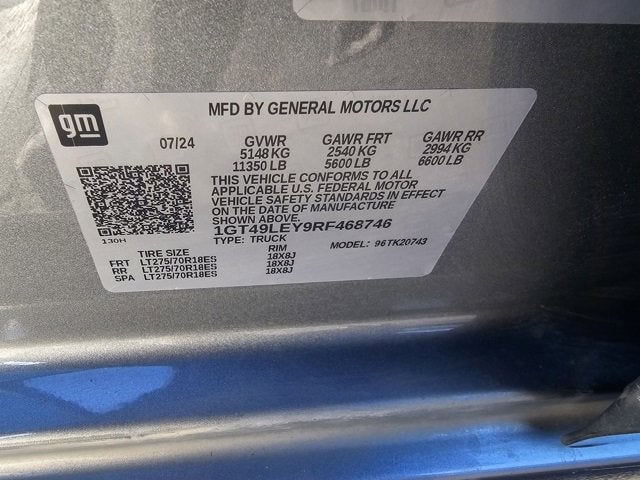 gm
MFD BY GENERAL MOTORS LLC
07/24 GVWR GAWR FRT GAWR RR
5148 KG 2540 KG 2994 KG
11350 LB 5600 LB 6600 LB
THIS VEHICLE CONFORMS TO ALL
APPLICABLE U.S. FEDERAL MOTOR
VEHICLE SAFETY STANDARDS IN EFFECT
ON THE DATE OF MANUFACTURE
SHOWN ABOVE.
1GT49LEY9RF468746
130H
TYPE: TRUCK MODEL: 96TK20743
TIRE SIZE RIM
FRT LT275/70R18ES 18X8J
RR LT275/70R18ES 18X8J
SPA LT275/70R18ES 18X8J